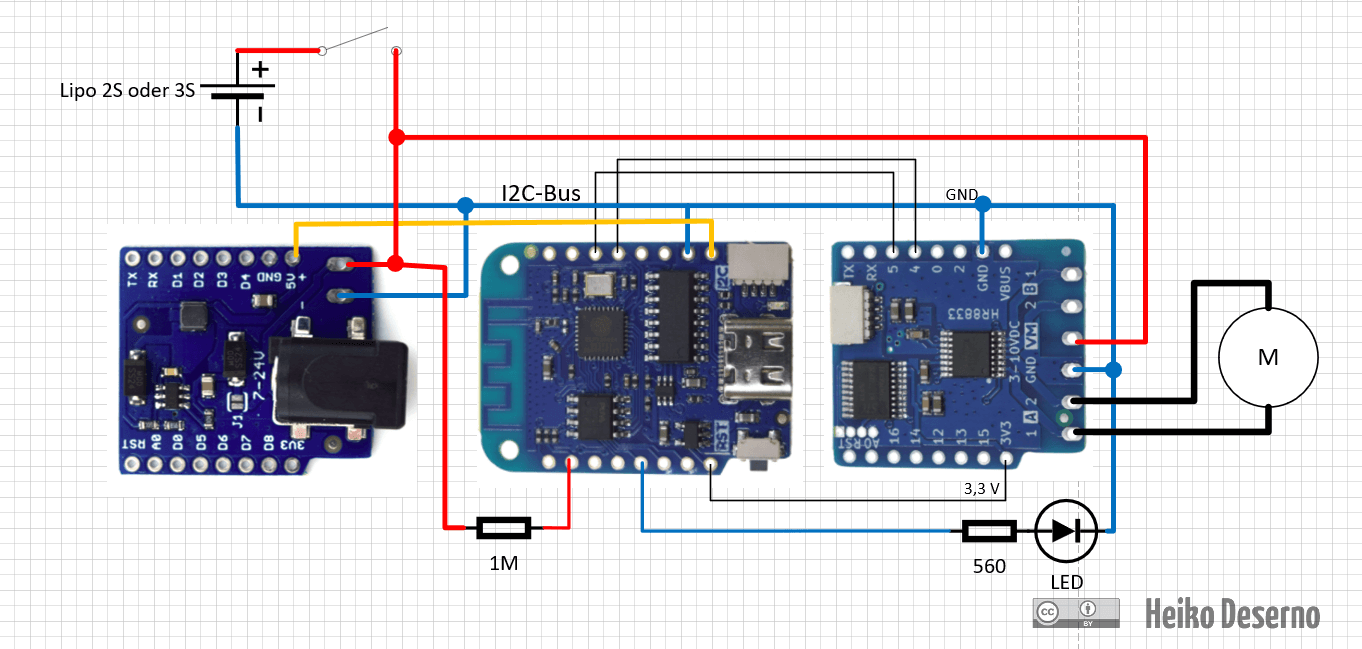 Lipo 2S oder 3S
+
I2C-Bus
GND
TX
RX
D1
D2
D3
D4
GND
5V
+
-
7-24V
J1
RST
A0
D0
D5
D6
D7
D8
3V3
I2C
RST
TX
RX
5
4
0
2
GND
VBUS
HR8833
3-10VDC
1
B
2
VM
GND
2
A
1
A0
RST
16
14
12
13
15
3V3
3,3 V
M
1M
560
LED
cc
BY
Heiko Deserno